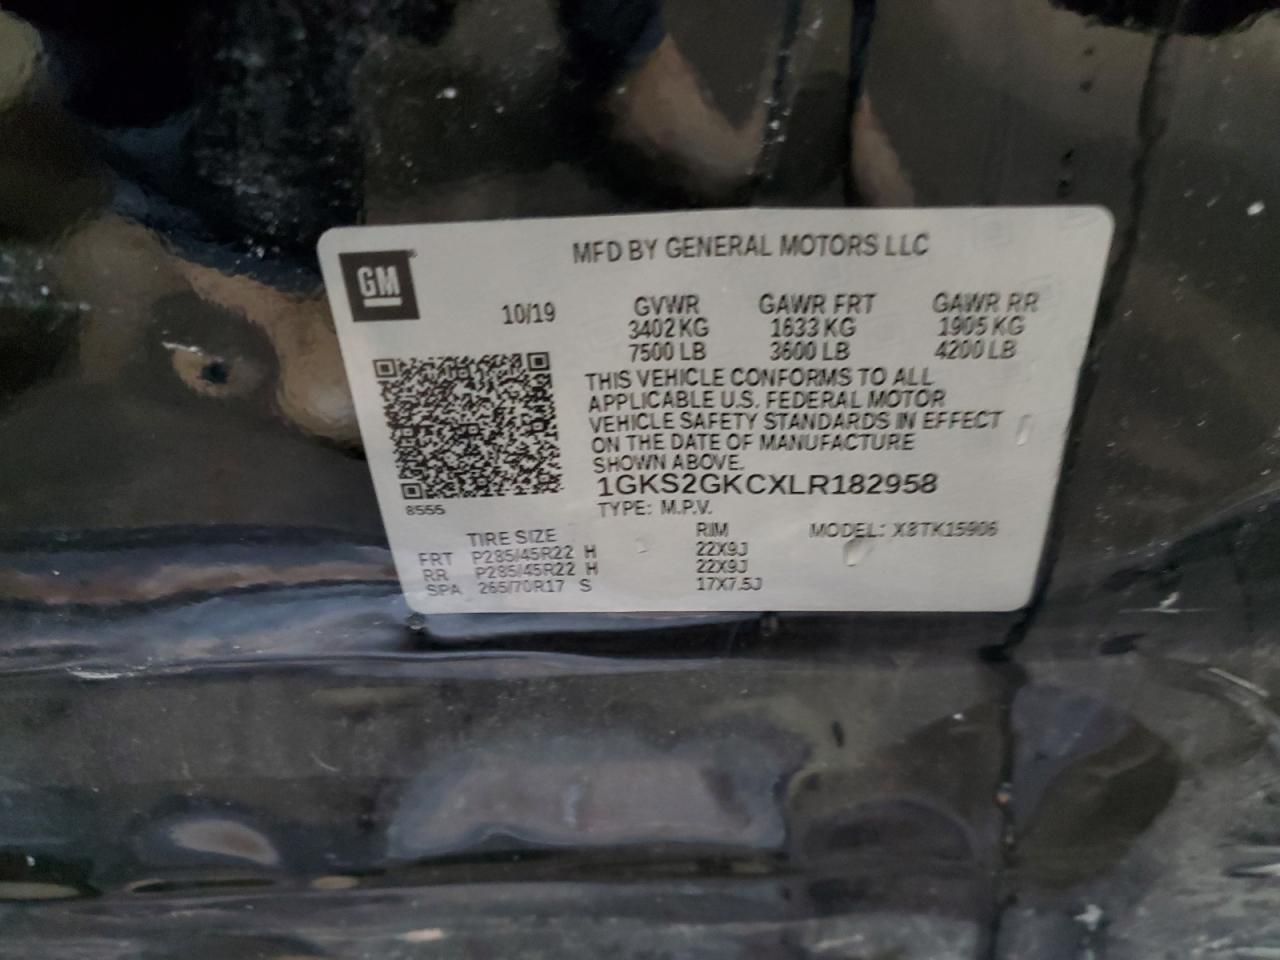 GM
MFD BY GENERAL MOTORS LLC
10/19
GVWR GAWR FRT GAWR RR
3402 KG 1633 KG 1905 KG
7500 LB 3600 LB 4200 LB
THIS VEHICLE CONFORMS TO ALL
APPLICABLE U.S. FEDERAL MOTOR
VEHICLE SAFETY STANDARDS IN EFFECT
ON THE DATE OF MANUFACTURE
SHOWN ABOVE.
1GKS2GKCXLR182958
8555
TYPE: M.P.V.
TIRE SIZE RIM MODEL: X8TK15906
FRT P285/45R22 H 22X9J
RR P285/45R22 H 22X9J
SPA 265/70R17 S 17X7.5J